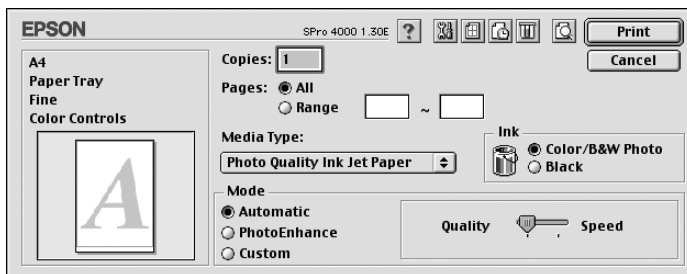 EPSON
SPro 4000 1.30E
?
Print
Cancel
A4
Paper Tray
Fine
Color Controls
A
Copies: 1
Pages: All
Range ~
Media Type:
Photo Quality Ink Jet Paper
Ink
Color/B&W Photo
Black
Mode
Automatic
PhotoEnhance
Custom
Quality Speed